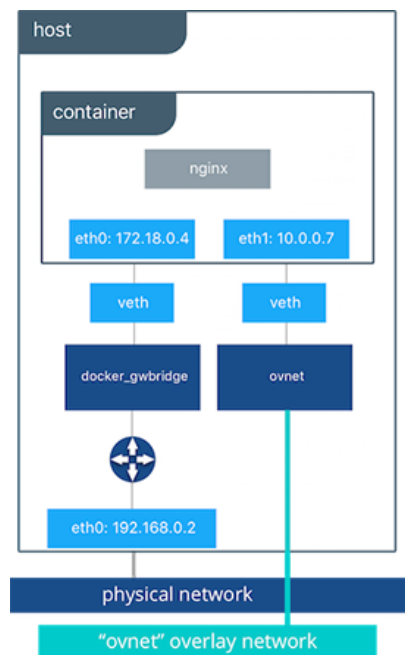 host
container
nginx
eth0: 172.18.0.4
eth1: 10.0.0.7
veth
veth
docker_gwbridge
ovnet
eth0: 192.168.0.2
physical network
“ovnet” overlay network